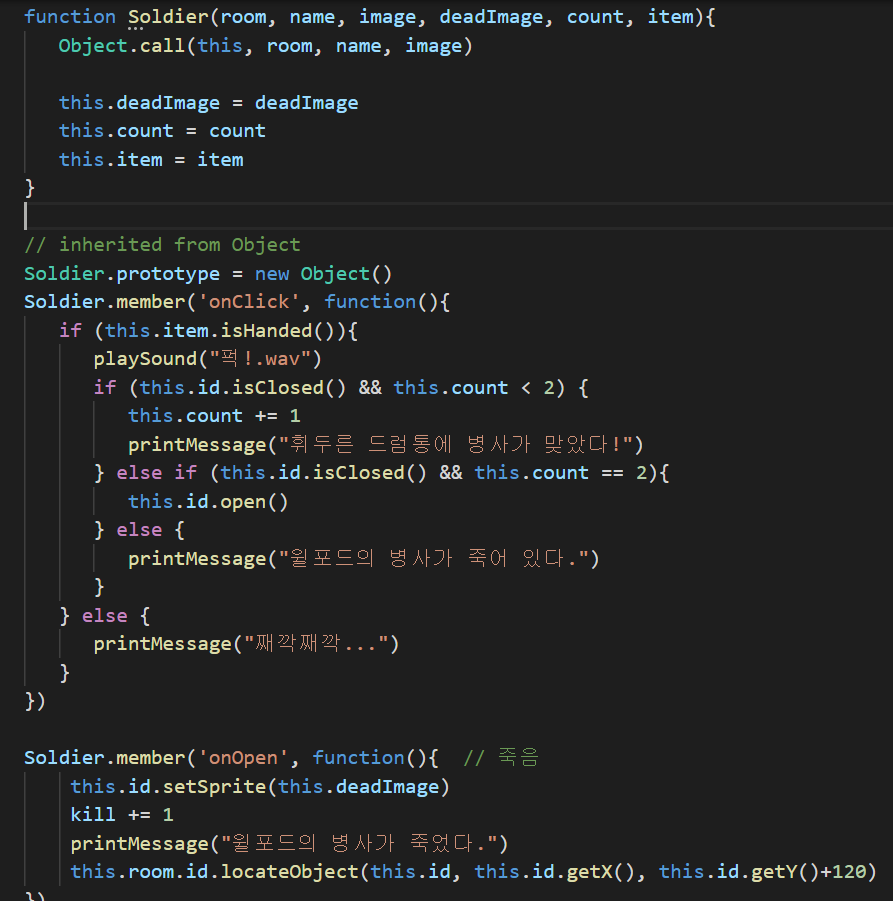 function Soldier(room, name, image, deadImage, count, item){
Object.call(this, room, name, image)
this.deadImage = deadImage
this.count = count
this.item = item
}
// inherited from Object
Soldier.prototype = new Object()
Soldier.member('onClick', function(){
if (this.item.isHanded()){
playSound("퍽!.wav")
if (this.id.isClosed() && this.count < 2) {
this.count += 1
printMessage("휘두른 드럼통에 병사가 맞았다!")
} else if (this.id.isClosed() && this.count == 2){
this.id.open()
} else {
printMessage("윌포드의 병사가 죽어 있다.")
}
} else {
printMessage("째깍째깍...")
}
})
Soldier.member('onOpen', function(){ // 죽음
this.id.setSprite(this.deadImage)
kill += 1
printMessage("윌포드의 병사가 죽었다.")
this.room.id.locateObject(this.id, this.id.getX(), this.id.getY()+120)
})